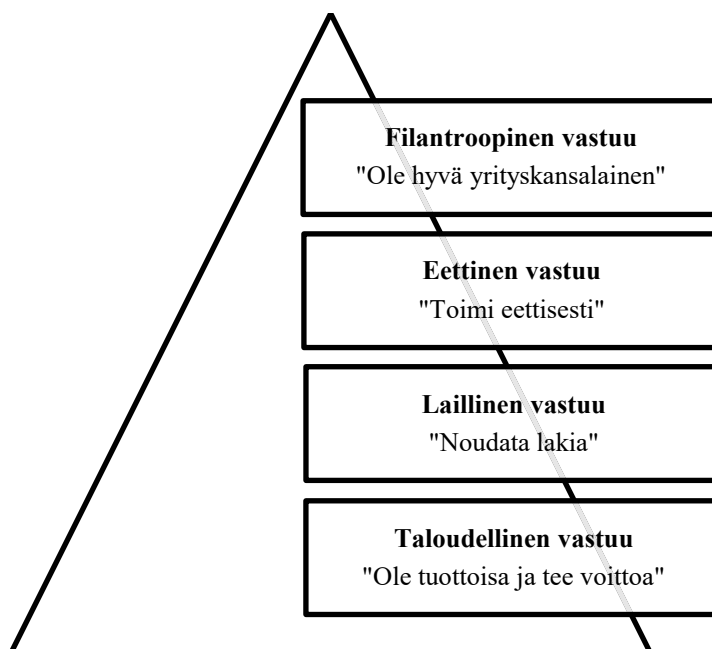 Filantroopinen vastuu
"Ole hyvä yrityskansalainen"
Eettinen vastuu
"Toimi eettisesti"
Laillinen vastuu
"Noudata lakia"
Taloudellinen vastuu
"Ole tuottoisa ja tee voittoa"